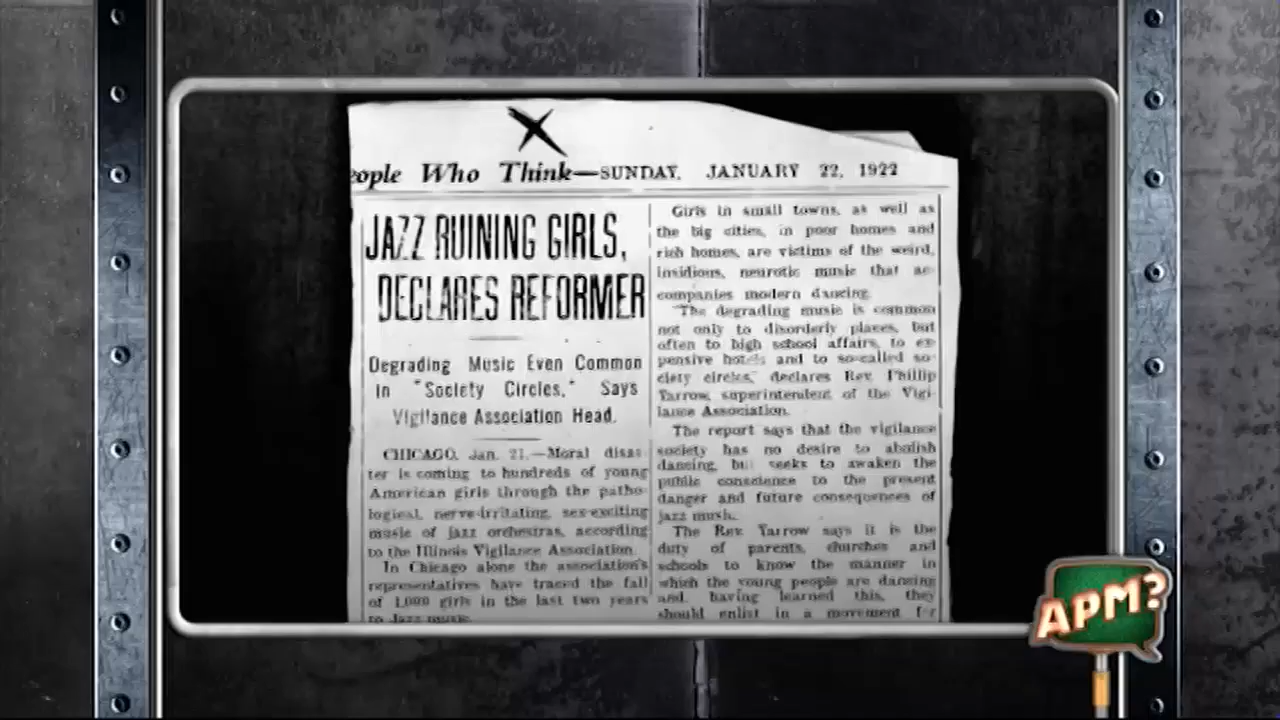 eople Who Think—SUNDAY, JANUARY 22, 1922
JAZZ RUINING GIRLS,
DECLARES REFORMER
Degrading Music Even Common
in "Society Circles," Says
Vigilance Association Head.
CHICAGO, Jan. 21.—Moral disas-
ter is coming to hundreds of young
American girls through the patho-
logical, nerve-irritating, sex-exciting
music of jazz orchestras, according
to the Illinois Vigilance Association.
In Chicago alone the association's
representatives have traced the fall
of 1,000 girls in the last two years
to jazz music.
Girls in small towns, as well as
the big cities, in poor homes and
rich homes, are victims of the weird,
insidious, neurotic music that ac-
companies modern dancing.
"The degrading music is common
not only to disorderly places, but
often to high school affairs, to ex-
pensive hotels and to so-called so-
ciety circles," declares Rev. Phillip
Yarrow, superintendent of the Vigi-
lance Association.
The report says that the vigilance
society has no desire to abolish
dancing, but seeks to awaken the
public conscience to the present
danger and future consequences of
jazz music.
The Rev. Yarrow says it is the
duty of parents, churches and
schools to know the manner in
which the young people are dancing
and, having learned this, they
should enlist in a movement for
APM?